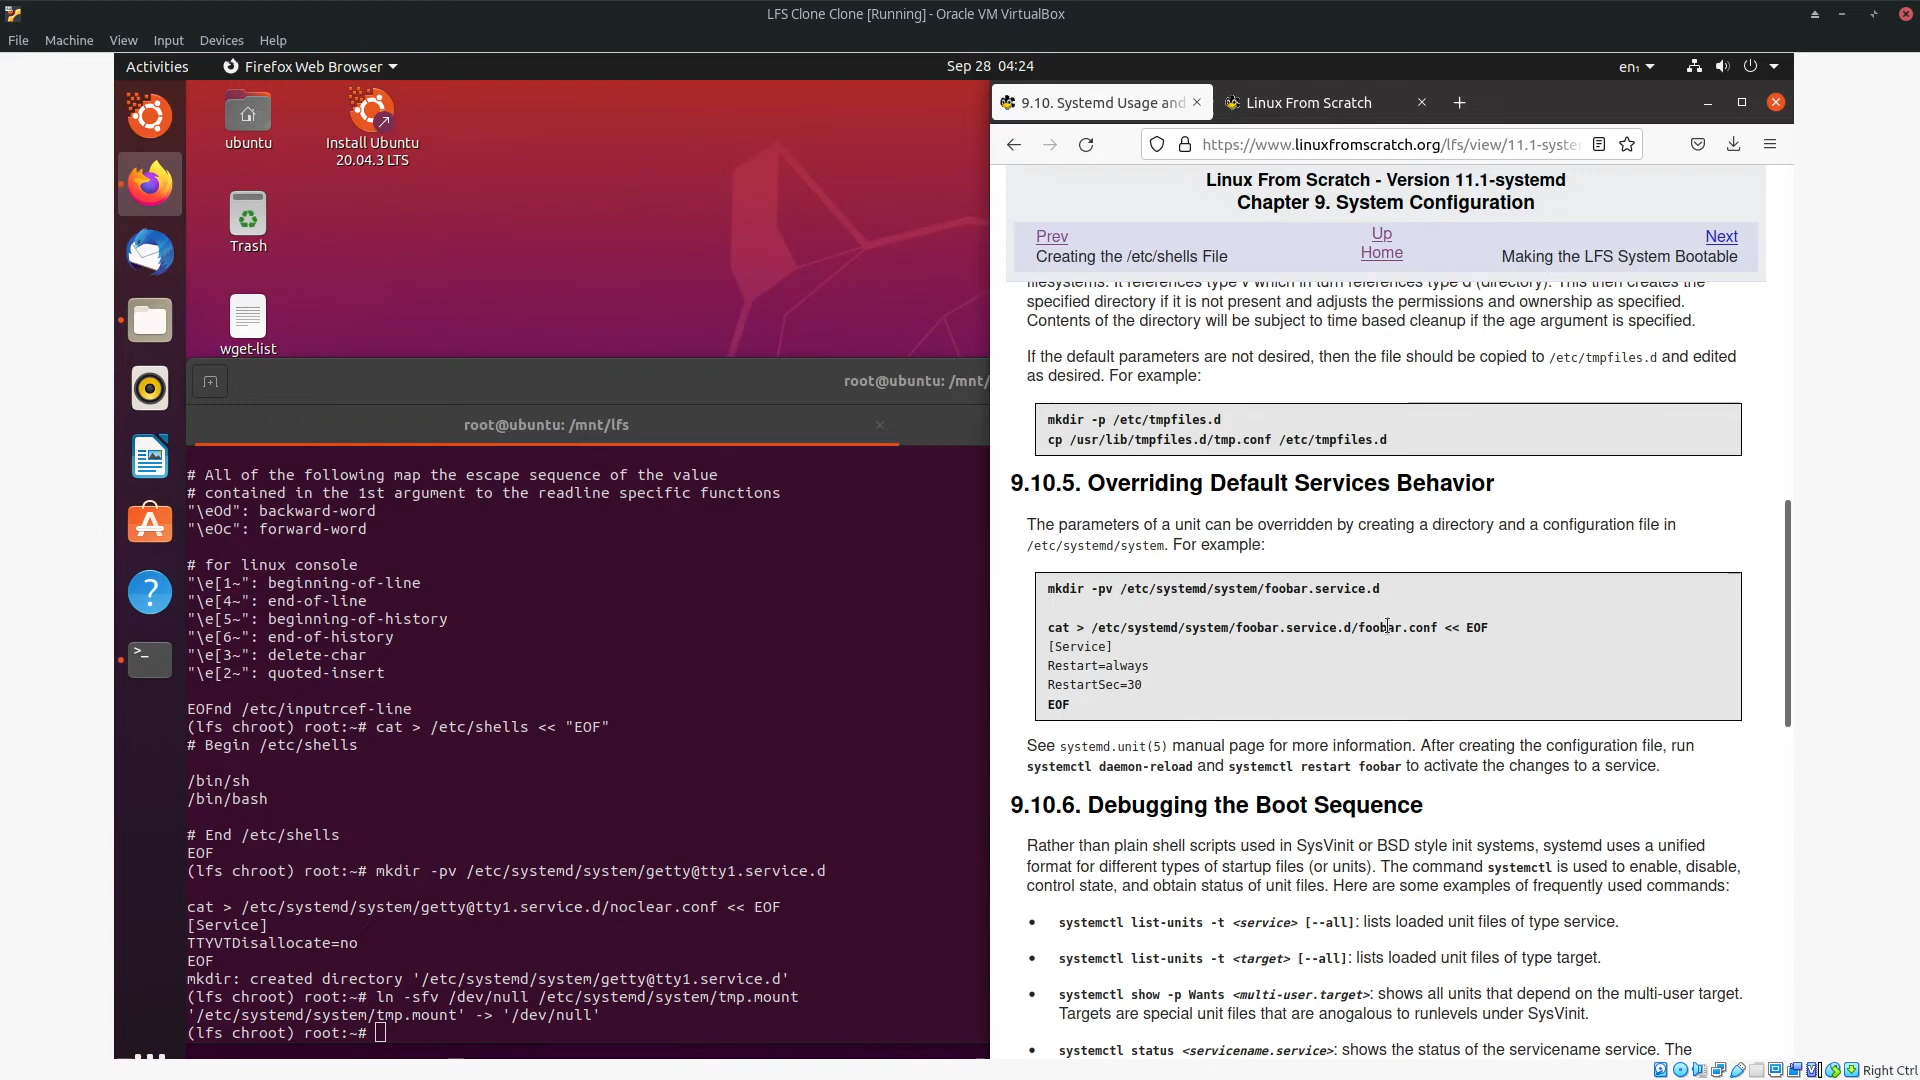 LFS Clone Clone [Running] - Oracle VM VirtualBox
File Machine View Input Devices Help
Activities
Firefox Web Browser
Sep 28 04:24
en₁
ubuntu
Install Ubuntu
20.04.3 LTS
Trash
wget-list
root@ubuntu: /mnt/
root@ubuntu: /mnt/lfs
# All of the following map the escape sequence of the value
# contained in the 1st argument to the readline specific functions
"\eOd": backward-word
"\eOc": forward-word
# for linux console
"\e[1~": beginning-of-line
"\e[4~": end-of-line
"\e[5~": beginning-of-history
"\e[6~": end-of-history
"\e[3~": delete-char
"\e[2~": quoted-insert
EOFnd /etc/inputrcef-line
(lfs chroot) root:~# cat > /etc/shells << "EOF"
# Begin /etc/shells
/bin/sh
/bin/bash
# End /etc/shells
EOF
(lfs chroot) root:~# mkdir -pv /etc/systemd/system/getty@tty1.service.d
cat > /etc/systemd/system/getty@tty1.service.d/noclear.conf << EOF
[Service]
TTYVTDisallocate=no
EOF
mkdir: created directory '/etc/systemd/system/getty@tty1.service.d'
(lfs chroot) root:~# ln -sfv /dev/null /etc/systemd/system/tmp.mount
'/etc/systemd/system/tmp.mount' -> '/dev/null'
(lfs chroot) root:~#
9.10. Systemd Usage and
Linux From Scratch
https://www.linuxfromscratch.org/lfs/view/11.1-syste
Linux From Scratch - Version 11.1-systemd
Chapter 9. System Configuration
Prev
Up
Next
Creating the /etc/shells File
Home
Making the LFS System Bootable
filesystems. It references type v which in turn references type d (directory). This then creates the
specified directory if it is not present and adjusts the permissions and ownership as specified.
Contents of the directory will be subject to time based cleanup if the age argument is specified.
If the default parameters are not desired, then the file should be copied to /etc/tmpfiles.d and edited
as desired. For example:
mkdir -p /etc/tmpfiles.d
cp /usr/lib/tmpfiles.d/tmp.conf /etc/tmpfiles.d
9.10.5. Overriding Default Services Behavior
The parameters of a unit can be overridden by creating a directory and a configuration file in
/etc/systemd/system. For example:
mkdir -pv /etc/systemd/system/foobar.service.d
cat > /etc/systemd/system/foobar.service.d/foobar.conf << EOF
[Service]
Restart=always
RestartSec=30
EOF
See systemd.unit(5) manual page for more information. After creating the configuration file, run
systemctl daemon-reload and systemctl restart foobar to activate the changes to a service.
9.10.6. Debugging the Boot Sequence
Rather than plain shell scripts used in SysVinit or BSD style init systems, systemd uses a unified
format for different types of startup files (or units). The command systemctl is used to enable, disable,
control state, and obtain status of unit files. Here are some examples of frequently used commands:
• systemctl list-units -t <service> [--all]: lists loaded unit files of type service.
• systemctl list-units -t <target> [--all]: lists loaded unit files of type target.
• systemctl show -p Wants <multi-user.target>: shows all units that depend on the multi-user target.
Targets are special unit files that are anogalous to runlevels under SysVinit.
• systemctl status <servicename.service>: shows the status of the servicename service. The
Right Ctrl